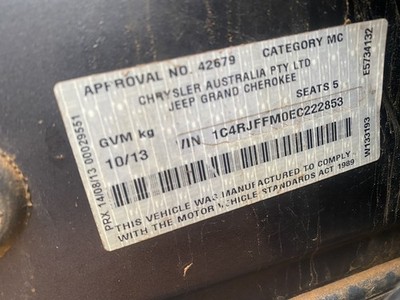 APPROVAL NO. 42679 CATEGORY MC
CHRYSLER AUSTRALIA PTY LTD
JEEP GRAND CHEROKEE
SEATS 5
GVM kg
10/13 VIN 1C4RJFFM0EC222853
THIS VEHICLE WAS MANUFACTURED TO COMPLY
WITH THE MOTOR VEHICLE STANDARDS ACT 1989
PRX 14/08/13 00029551
E5734132
W133193